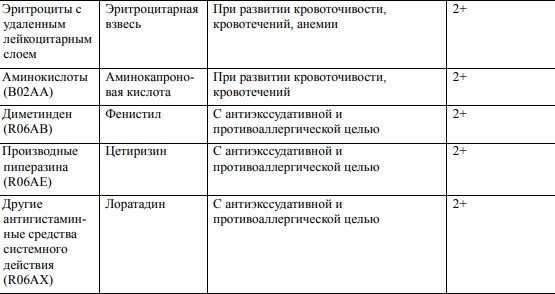 Эритроциты с
удаленным
лейкоцитарным
слоем
Эритроцитарная
взвесь
При развитии кровоточивости,
кровотечений, анемии
2+
Аминокислоты
(B02AA)
Аминокапроно-
вая кислота
При развитии кровоточивости,
кровотечений
2+
Диметинден
(R06AB)
Фенистил
С антиэкссудативной и
противоаллергической целью
2+
Производные
пиперазина
(R06AE)
Цетиризин
С антиэкссудативной и
противоаллергической целью
2+
Другие
антигистамин-
ные средства
системного
действия
(R06AX)
Лоратадин
С антиэкссудативной и
противоаллергической целью
2+